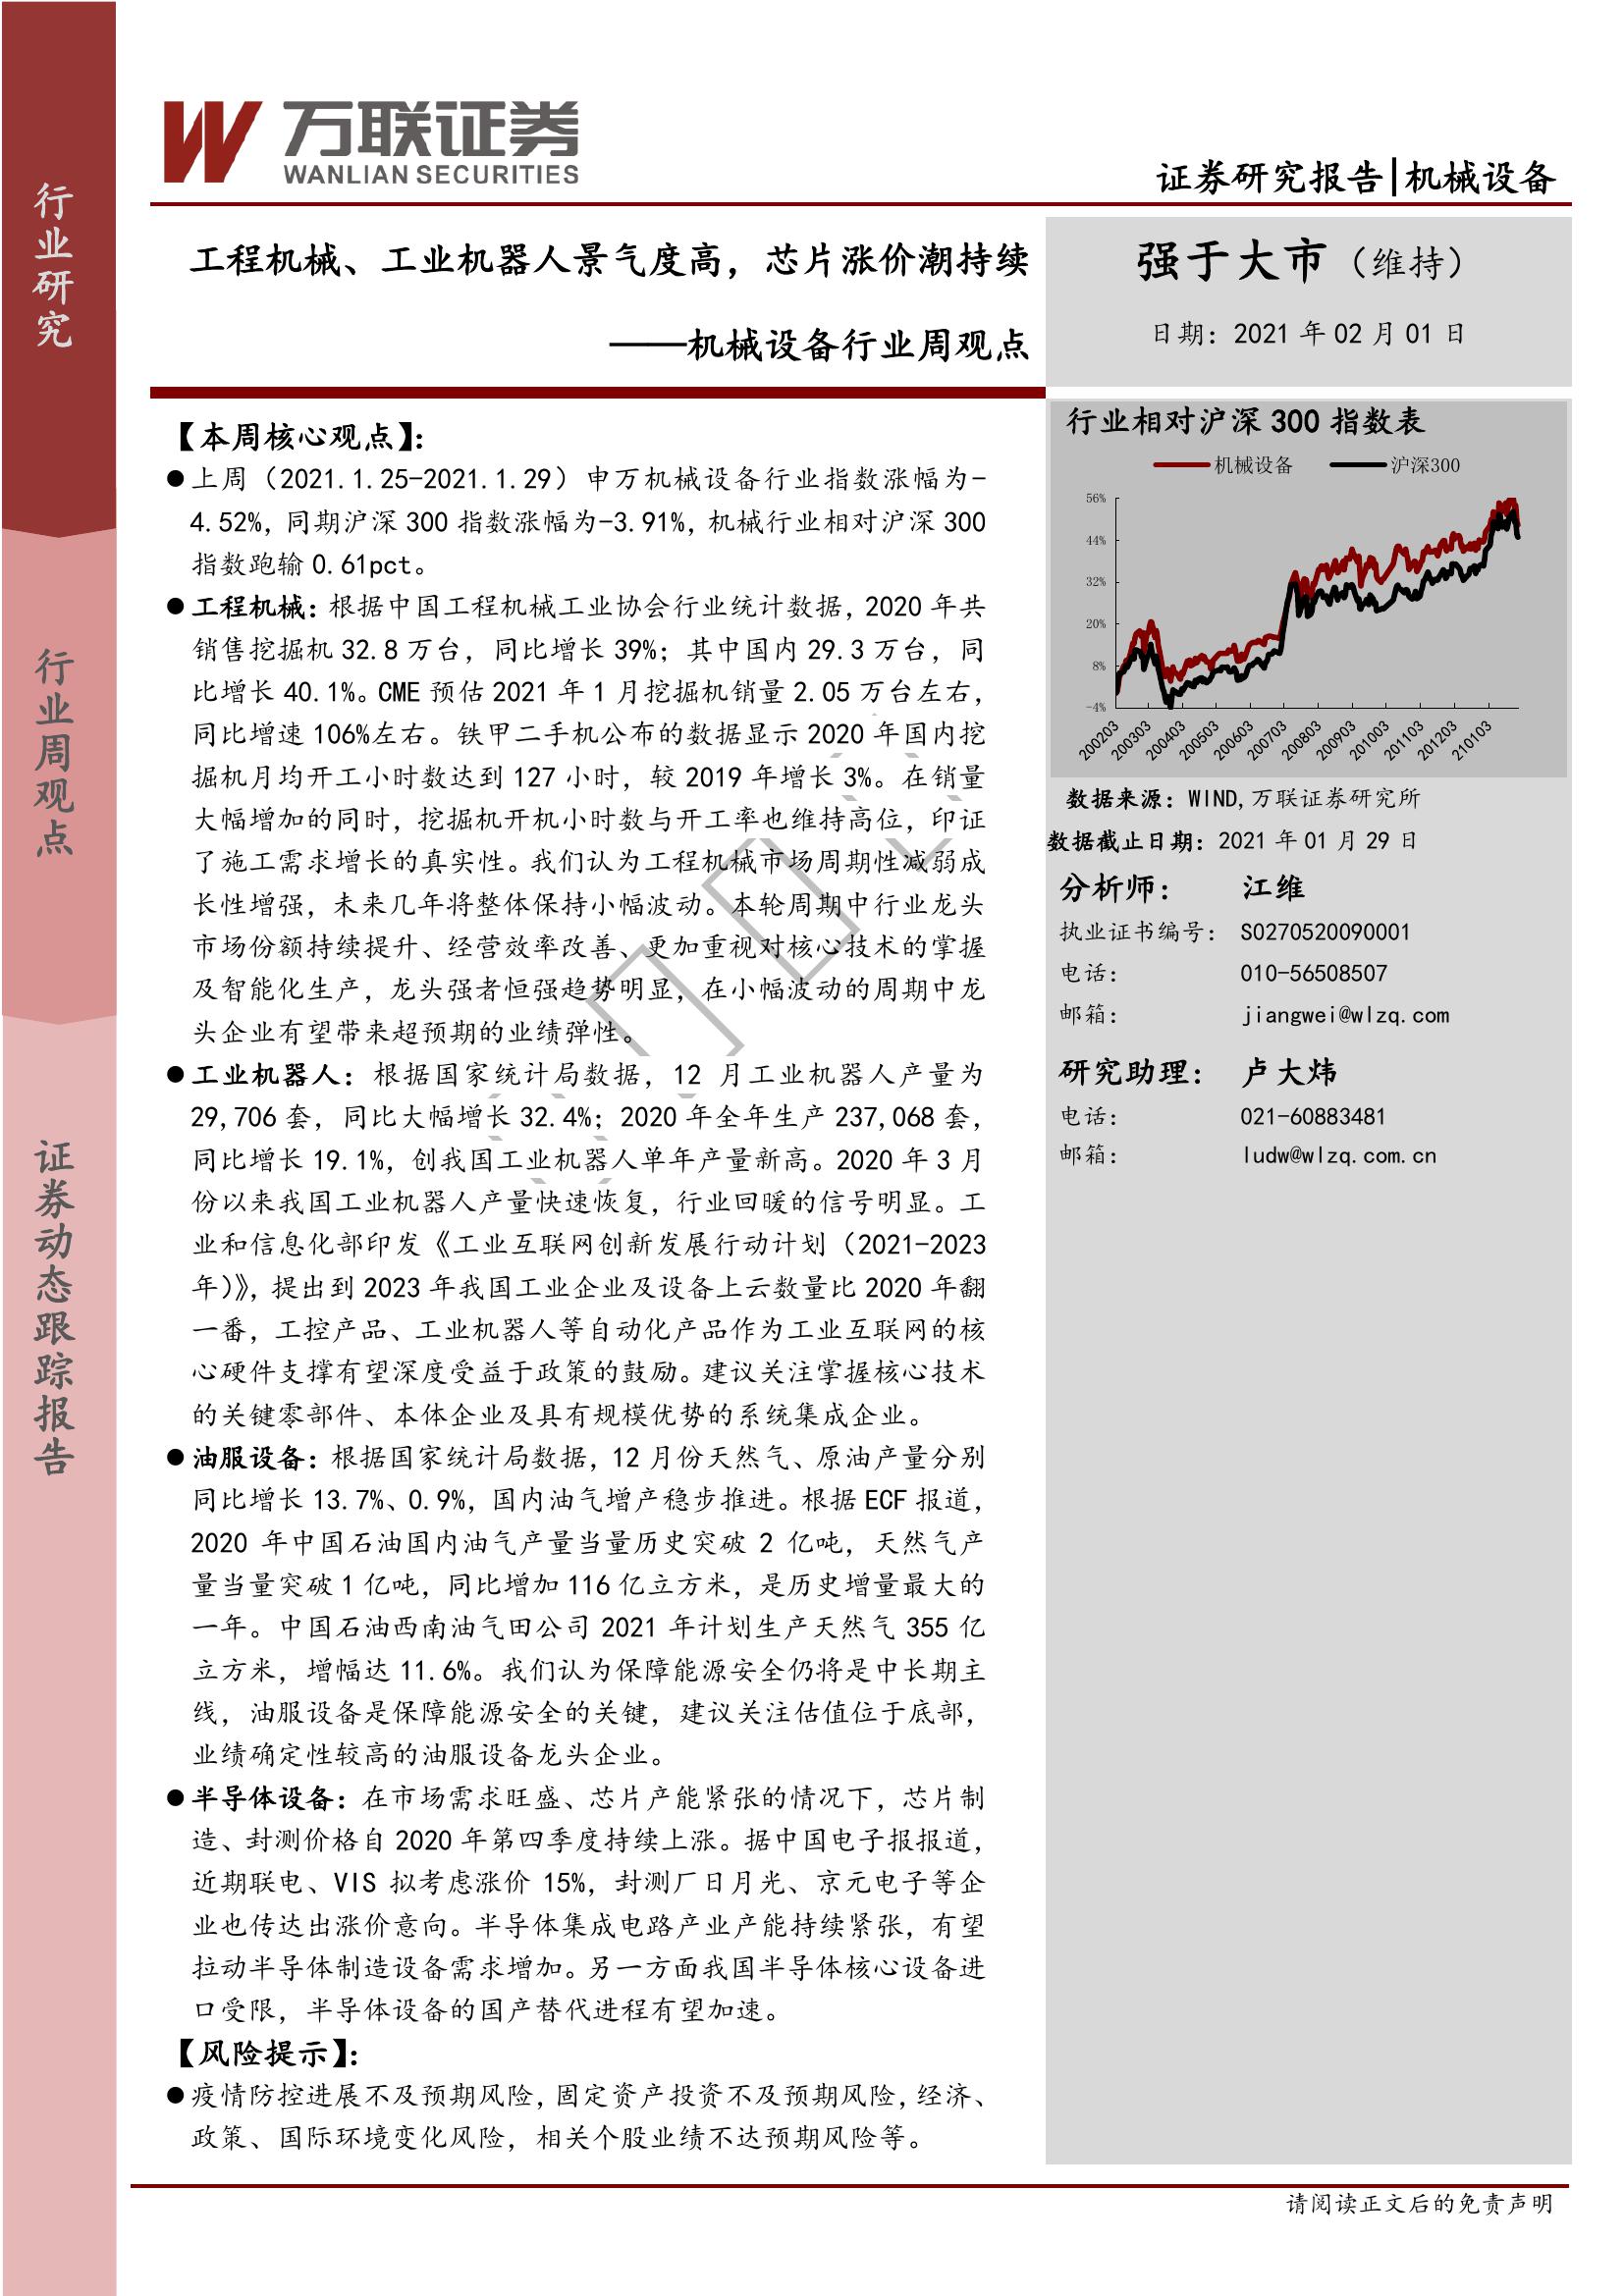 行业研究
行业周观点
证券动态跟踪报告
万联证券
WANLIAN SECURITIES
证券研究报告|机械设备
工程机械、工业机器人景气度高，芯片涨价潮持续
——机械设备行业周观点
强于大市（维持）
日期：2021 年 02 月 01 日
【本周核心观点】：
●上周（2021.1.25-2021.1.29）申万机械设备行业指数涨幅为-
4.52%，同期沪深 300 指数涨幅为-3.91%，机械行业相对沪深 300
指数跑输 0.61pct。
●工程机械：根据中国工程机械工业协会行业统计数据，2020 年共
销售挖掘机 32.8 万台，同比增长 39%；其中国内 29.3 万台，同
比增长 40.1%。CME 预估 2021 年 1 月挖掘机销量 2.05 万台左右，
同比增速 106%左右。铁甲二手机公布的数据显示 2020 年国内挖
掘机月均开工小时数达到 127 小时，较 2019 年增长 3%。在销量
大幅增加的同时，挖掘机开机小时数与开工率也维持高位，印证
了施工需求增长的真实性。我们认为工程机械市场周期性减弱成
长性增强，未来几年将整体保持小幅波动。本轮周期中行业龙头
市场份额持续提升、经营效率改善、更加重视对核心技术的掌握
及智能化生产，龙头强者恒强趋势明显，在小幅波动的周期中龙
头企业有望带来超预期的业绩弹性。
●工业机器人：根据国家统计局数据，12 月工业机器人产量为
29,706 套，同比大幅增长 32.4%；2020 年全年生产 237,068 套，
同比增长 19.1%，创我国工业机器人单年产量新高。2020 年 3 月
份以来我国工业机器人产量快速恢复，行业回暖的信号明显。工
业和信息化部印发《工业互联网创新发展行动计划（2021-2023
年）》，提出到 2023 年我国工业企业及设备上云数量比 2020 年翻
一番，工控产品、工业机器人等自动化产品作为工业互联网的核
心硬件支撑有望深度受益于政策的鼓励。建议关注掌握核心技术
的关键零部件、本体企业及具有规模优势的系统集成企业。
●油服设备：根据国家统计局数据，12 月份天然气、原油产量分别
同比增长 13.7%、0.9%，国内油气增产稳步推进。根据 ECF 报道，
2020 年中国石油国内油气产量当量历史突破 2 亿吨，天然气产
量当量突破 1 亿吨，同比增加 116 亿立方米，是历史增量最大的
一年。中国石油西南油气田公司 2021 年计划生产天然气 355 亿
立方米，增幅达 11.6%。我们认为保障能源安全仍将是中长期主
线，油服设备是保障能源安全的关键，建议关注估值位于底部，
业绩确定性较高的油服设备龙头企业。
●半导体设备：在市场需求旺盛、芯片产能紧张的情况下，芯片制
造、封测价格自 2020 年第四季度持续上涨。据中国电子报报道，
近期联电、VIS 拟考虑涨价 15%，封测厂日月光、京元电子等企
业也传达出涨价意向。半导体集成电路产业产能持续紧张，有望
拉动半导体制造设备需求增加。另一方面我国半导体核心设备进
口受限，半导体设备的国产替代进程有望加速。
【风险提示】：
●疫情防控进展不及预期风险，固定资产投资不及预期风险，经济、
政策、国际环境变化风险，相关个股业绩不达预期风险等。
行业相对沪深 300 指数表
机械设备 沪深300
56%
44%
32%
20%
8%
-4%
200203 200303 200403 200503 200603 200703 200803 200903 201003 201103 201203 210103
数据来源：WIND,万联证券研究所
数据截止日期：2021 年 01 月 29 日
分析师： 江维
执业证书编号： S0270520090001
电话： 010-56508507
邮箱： jiangwei@wlzq.com
研究助理： 卢大炜
电话： 021-60883481
邮箱： ludw@wlzq.com.cn
请阅读正文后的免责声明